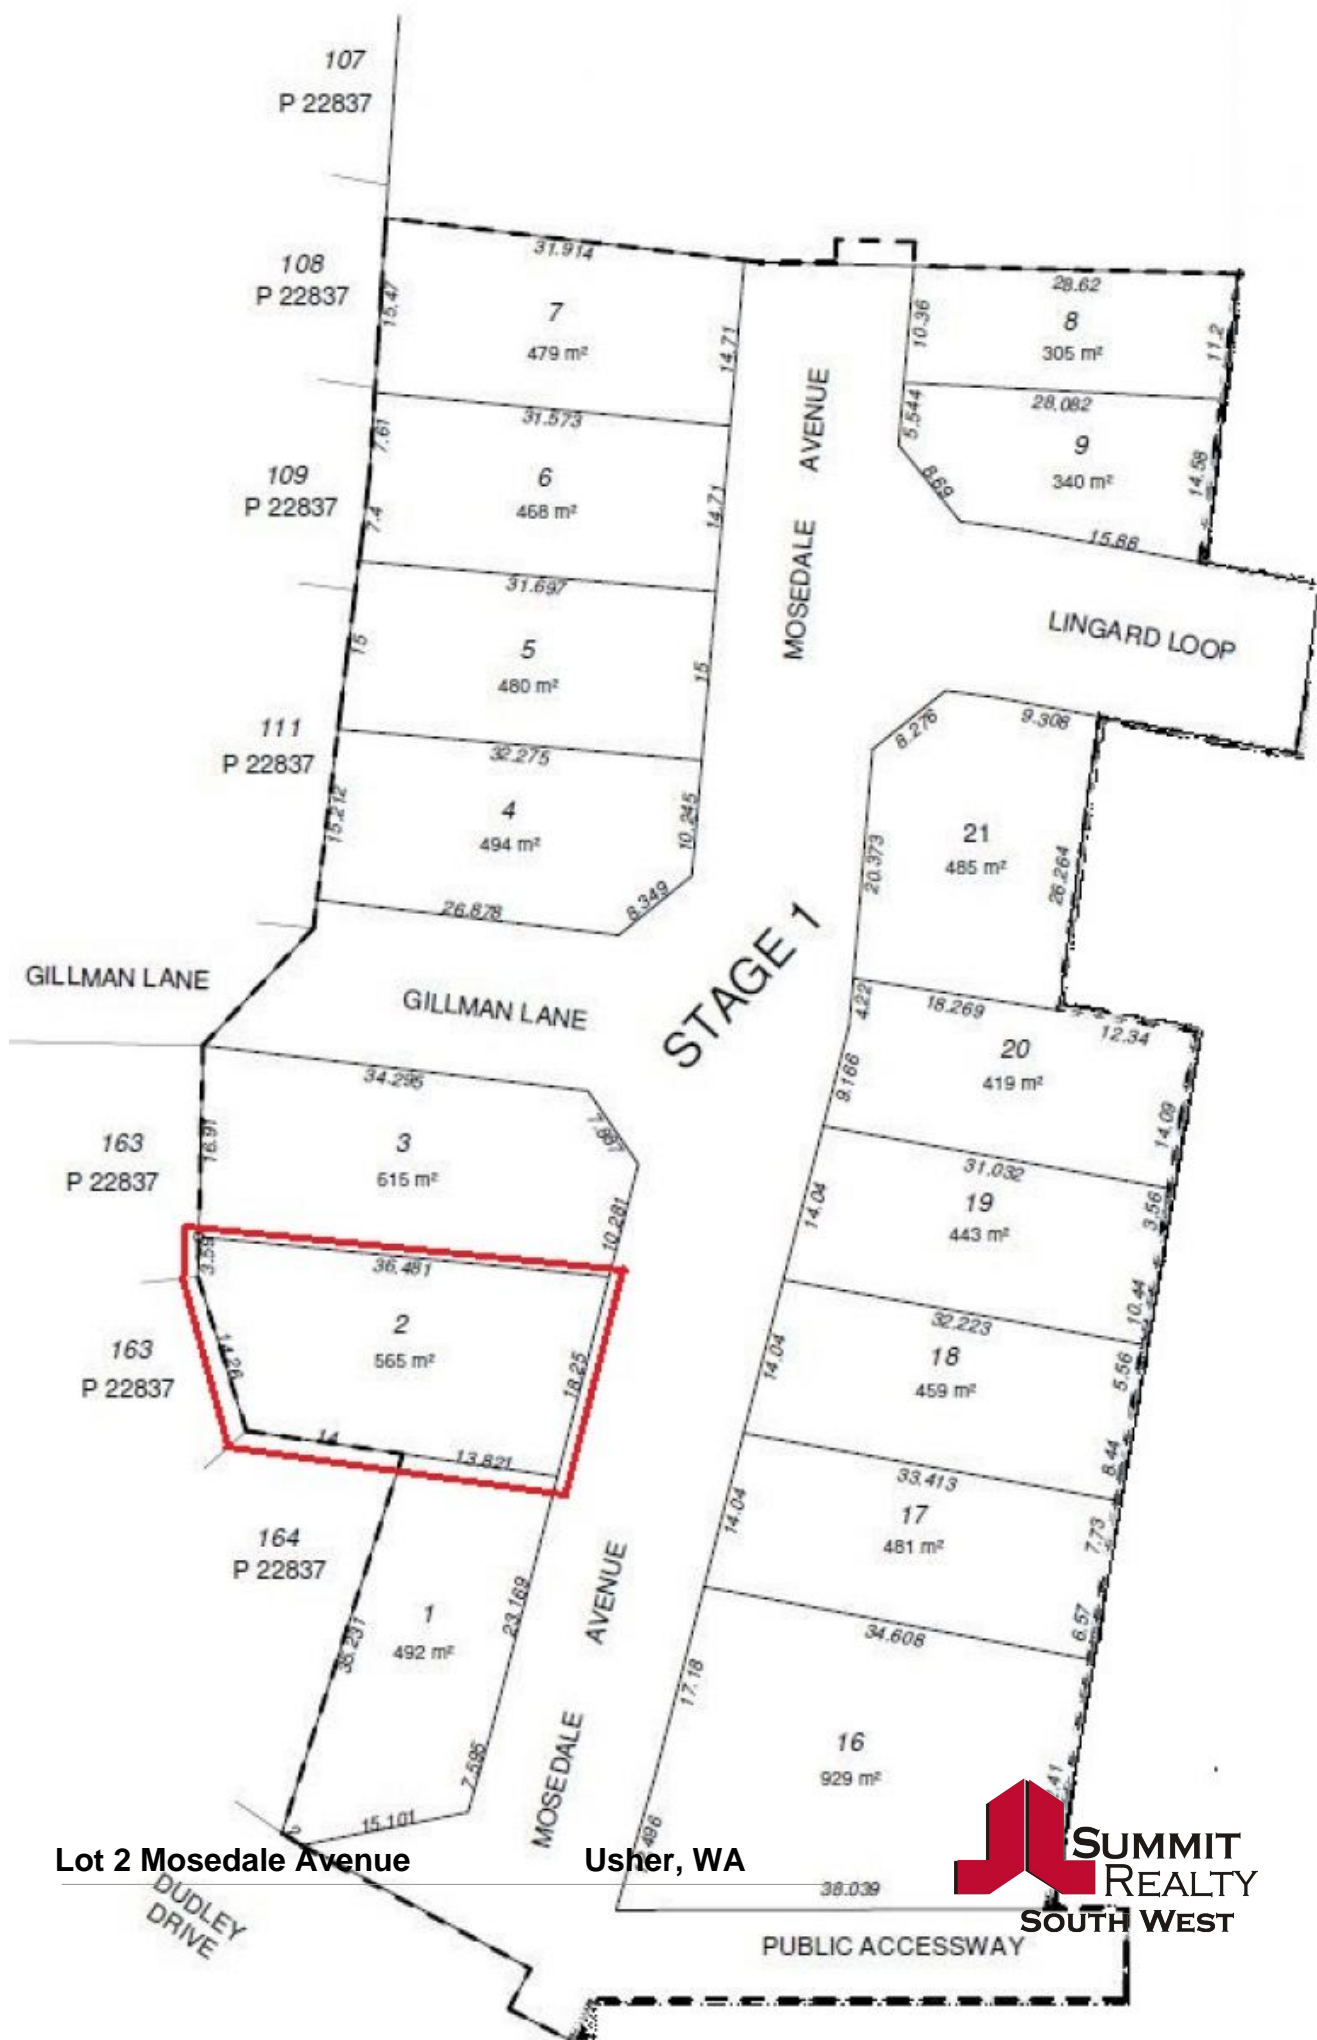 107
P 22837
108
P 22837
31.914
15.47
7
479 m²
14.71
28.62
10.36
8
305 m²
11.2
31.573
7.61
6
468 m²
14.71
7.4
109
P 22837
MOSEDALE AVENUE
28.082
5.544
9
340 m²
14.58
8.69
15.88
31.697
15
5
480 m²
15
LINGARD LOOP
111
P 22837
32.275
15.212
4
494 m²
10.245
8.349
26.878
8.276
9.308
21
485 m²
20.373
26.264
STAGE 1
GILLMAN LANE
GILLMAN LANE
4.22
18.269
12.34
20
419 m²
9.166
14.09
34.295
7.887
16.91
3
615 m²
10.281
163
P 22837
31.032
14.04
19
443 m²
3.56
10.44
36.481
2
565 m²
14.26
18.25
14
13.821
163
P 22837
32.223
14.04
18
459 m²
5.56
8.44
33.413
14.04
17
481 m²
7.73
6.57
164
P 22837
1
492 m²
23.169
7.595
15.101
2
MOSEDALE AVENUE
34.608
17.18
16
929 m²
38.039
Lot 2 Mosedale Avenue
Usher, WA
DUDLEY
DRIVE
PUBLIC ACCESSWAY
SUMMIT
REALTY
SOUTH WEST